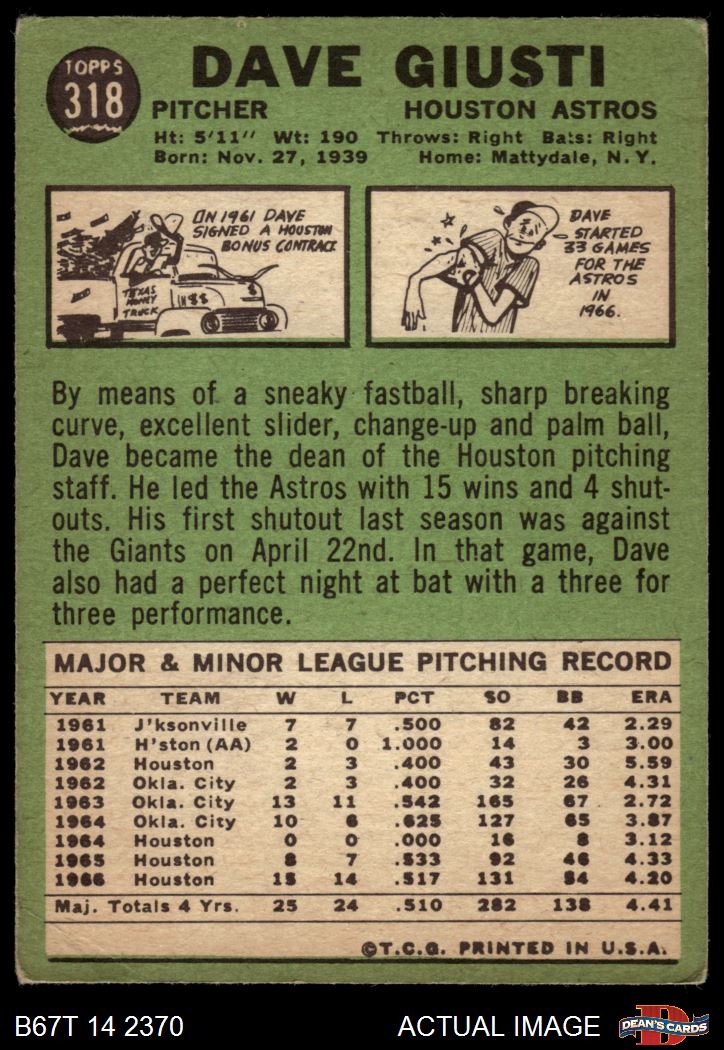 TOPPS
318
DAVE GIUSTI
PITCHER HOUSTON ASTROS
Ht: 5'11" Wt: 190 Throws: Right Bats: Right
Born: Nov. 27, 1939 Home: Mattydale, N.Y.
IN 1961 DAVE
SIGNED A HOUSTON
BONUS CONTRACT
TEXAS
MONEY
TRUCK
IM $$
DAVE
STARTED
33 GAMES
FOR THE
ASTROS
IN
1966.
By means of a sneaky fastball, sharp breaking
curve, excellent slider, change-up and palm ball,
Dave became the dean of the Houston pitching
staff. He led the Astros with 15 wins and 4 shut-
outs. His first shutout last season was against
the Giants on April 22nd. In that game, Dave
also had a perfect night at bat with a three for
three performance.
MAJOR & MINOR LEAGUE PITCHING RECORD
YEAR TEAM W L PCT SO BB ERA
1961 J'ksonville 7 7 .500 82 42 2.29
1961 H'ston (AA) 2 0 1.000 14 3 3.00
1962 Houston 2 3 .400 43 30 5.59
1962 Okla. City 2 3 .400 32 26 4.31
1963 Okla. City 13 11 .542 165 67 2.72
1964 Okla. City 10 6 .625 127 65 3.87
1964 Houston 0 0 .000 16 8 3.12
1965 Houston 8 7 .533 92 46 4.33
1966 Houston 15 14 .517 131 54 4.20
Maj. Totals 4 Yrs. 25 24 .510 282 138 4.41
©T.C.G. PRINTED IN U.S.A.
B67T 14 2370 ACTUAL IMAGE
D
DEAN'S CARDS